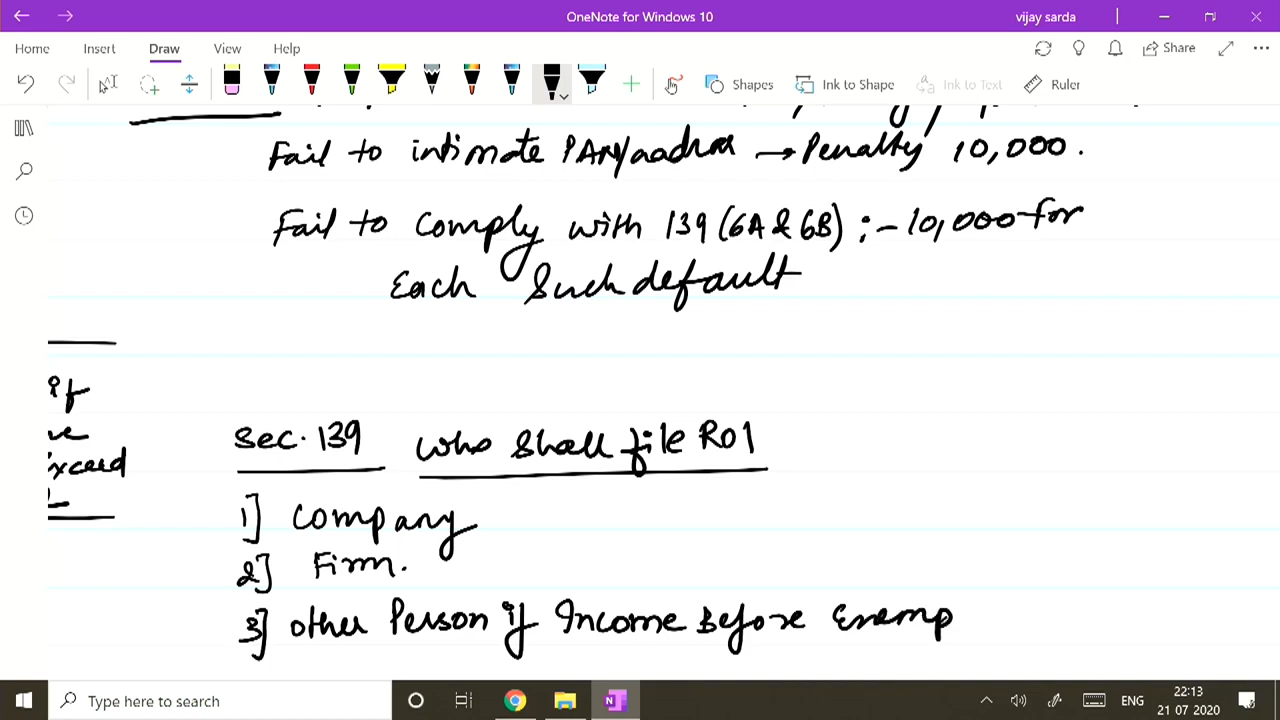 OneNote for Windows 10
vijay sarda
Home Insert Draw View Help
Share
Shapes Ink to Shape Ink to Text Ruler
Fail to intimate PAN/aadhar → Penalty 10,000.
Fail to comply with 139 (6A & 6B) :- 10,000 for
Each Such default
if
Exceed
Sec. 139 Who Shall file ROI
1] Company
2] Firm.
3] Other Person if Income Before Exemp
Type here to search
ENG
22:13
21-07-2020